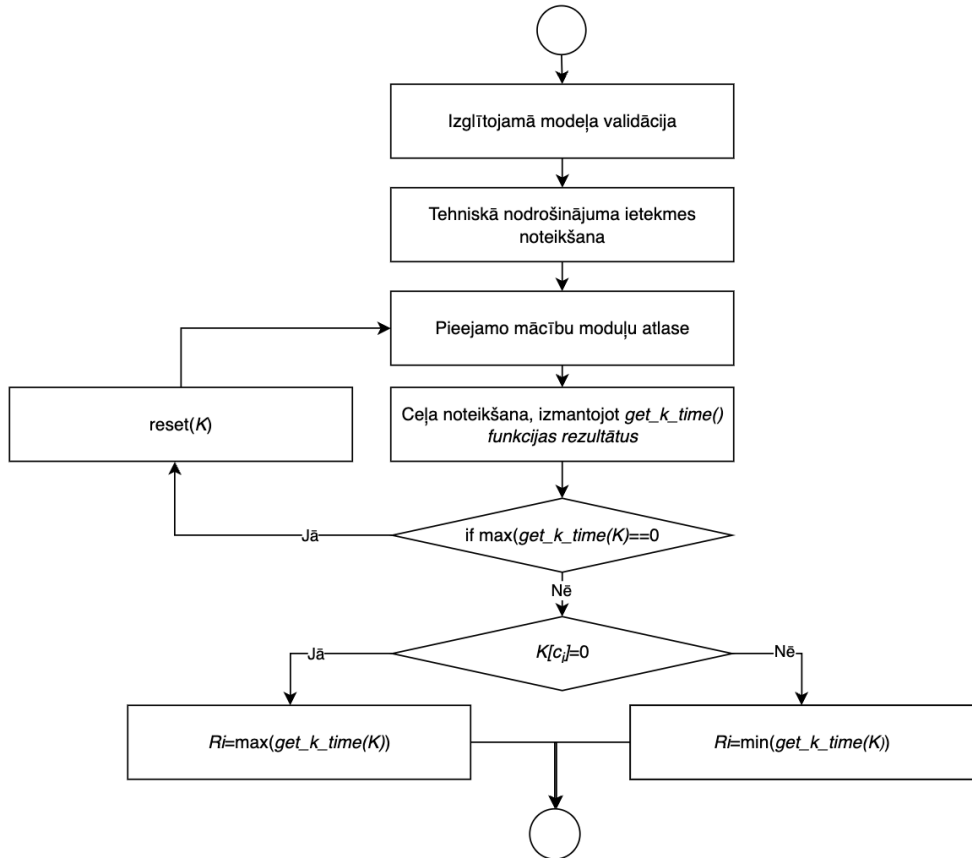 Izglītojamā modeļa validācija
Tehniskā nodrošinājuma ietekmes
noteikšana
Pieejamo mācību moduļu atlase
reset(K)
Ceļa noteikšana, izmantojot get_k_time()
funkcijas rezultātus
Jā
if max(get_k_time(K)==0
Nē
Jā
K[ci]=0
Nē
Ri=max(get_k_time(K))
Ri=min(get_k_time(K))